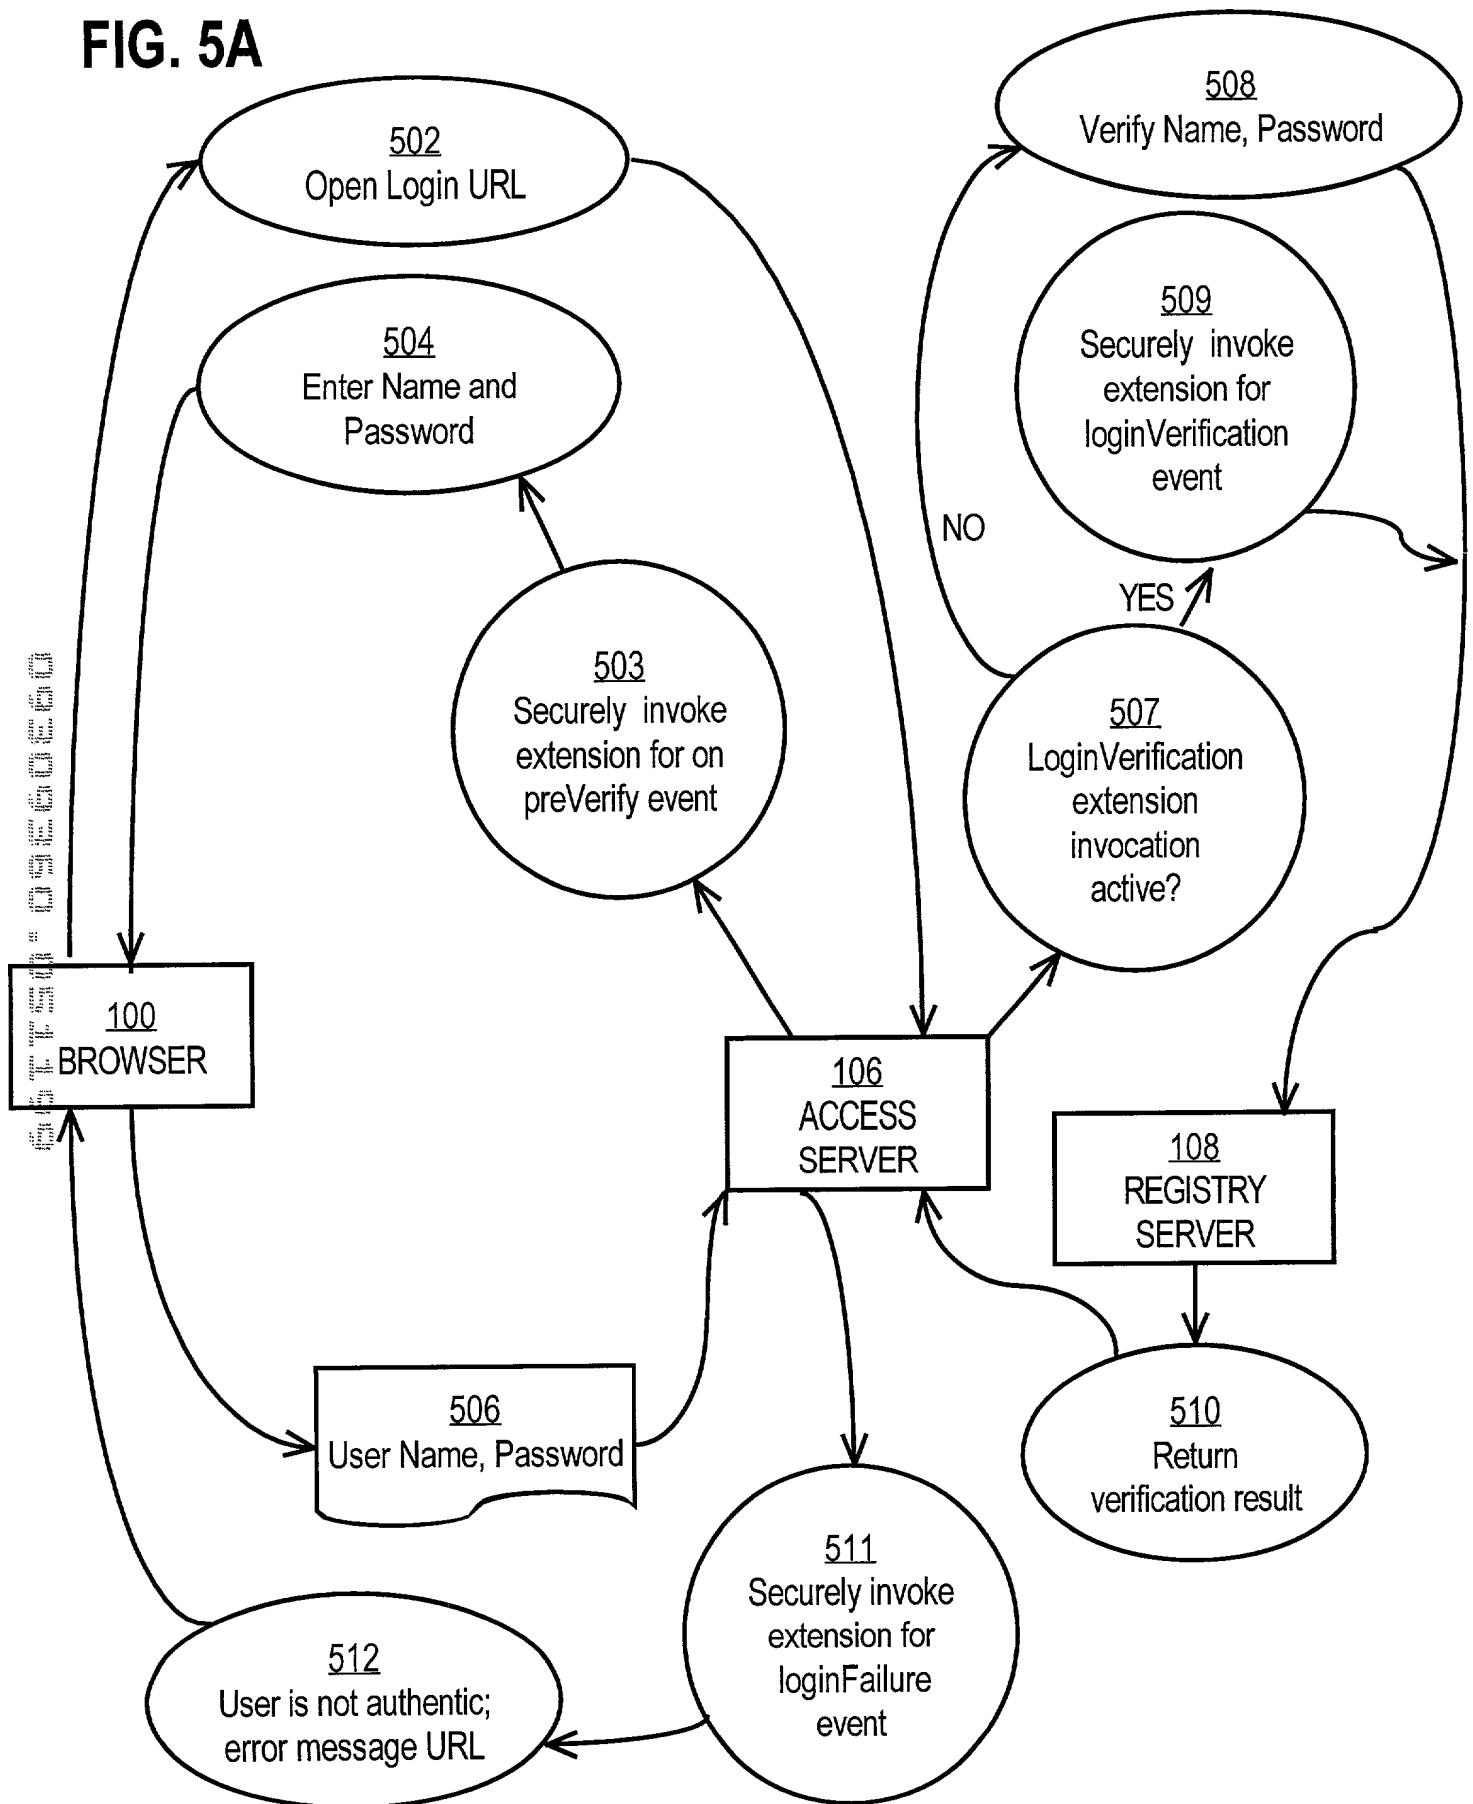 FIG. 5A
502
Open Login URL
504
Enter Name and
Password
503
Securely invoke
extension for on
preVerify event
508
Verify Name, Password
509
Securely invoke
extension for
loginVerification
event
NO
YES
507
LoginVerification
extension
invocation
active?
100
BROWSER
106
ACCESS
SERVER
108
REGISTRY
SERVER
506
User Name, Password
510
Return
verification result
511
Securely invoke
extension for
loginFailure
event
512
User is not authentic;
error message URL